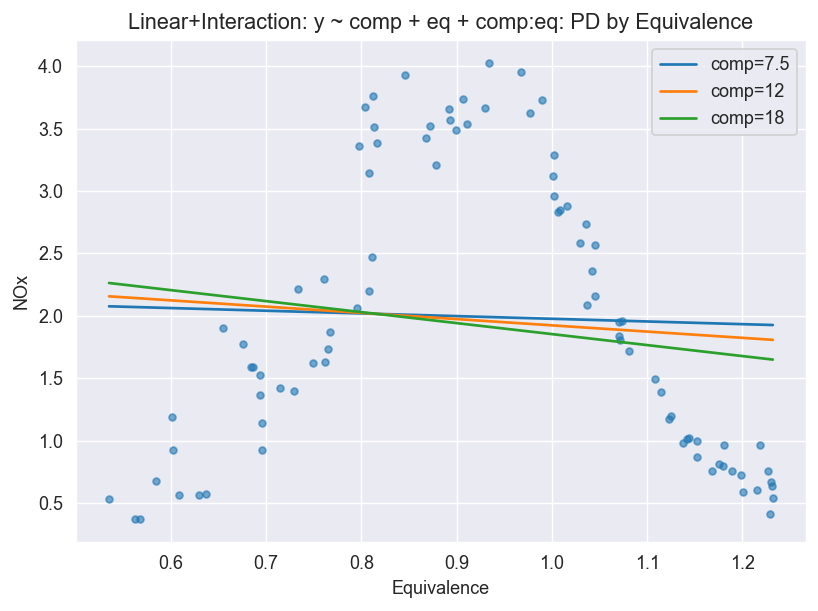 Linear+Interaction: y ~ comp + eq + comp:eq: PD by Equivalence
comp=7.5
comp=12
comp=18
4.0
3.5
3.0
2.5
2.0
1.5
1.0
0.5
NOx
0.6 0.7 0.8 0.9 1.0 1.1 1.2
Equivalence